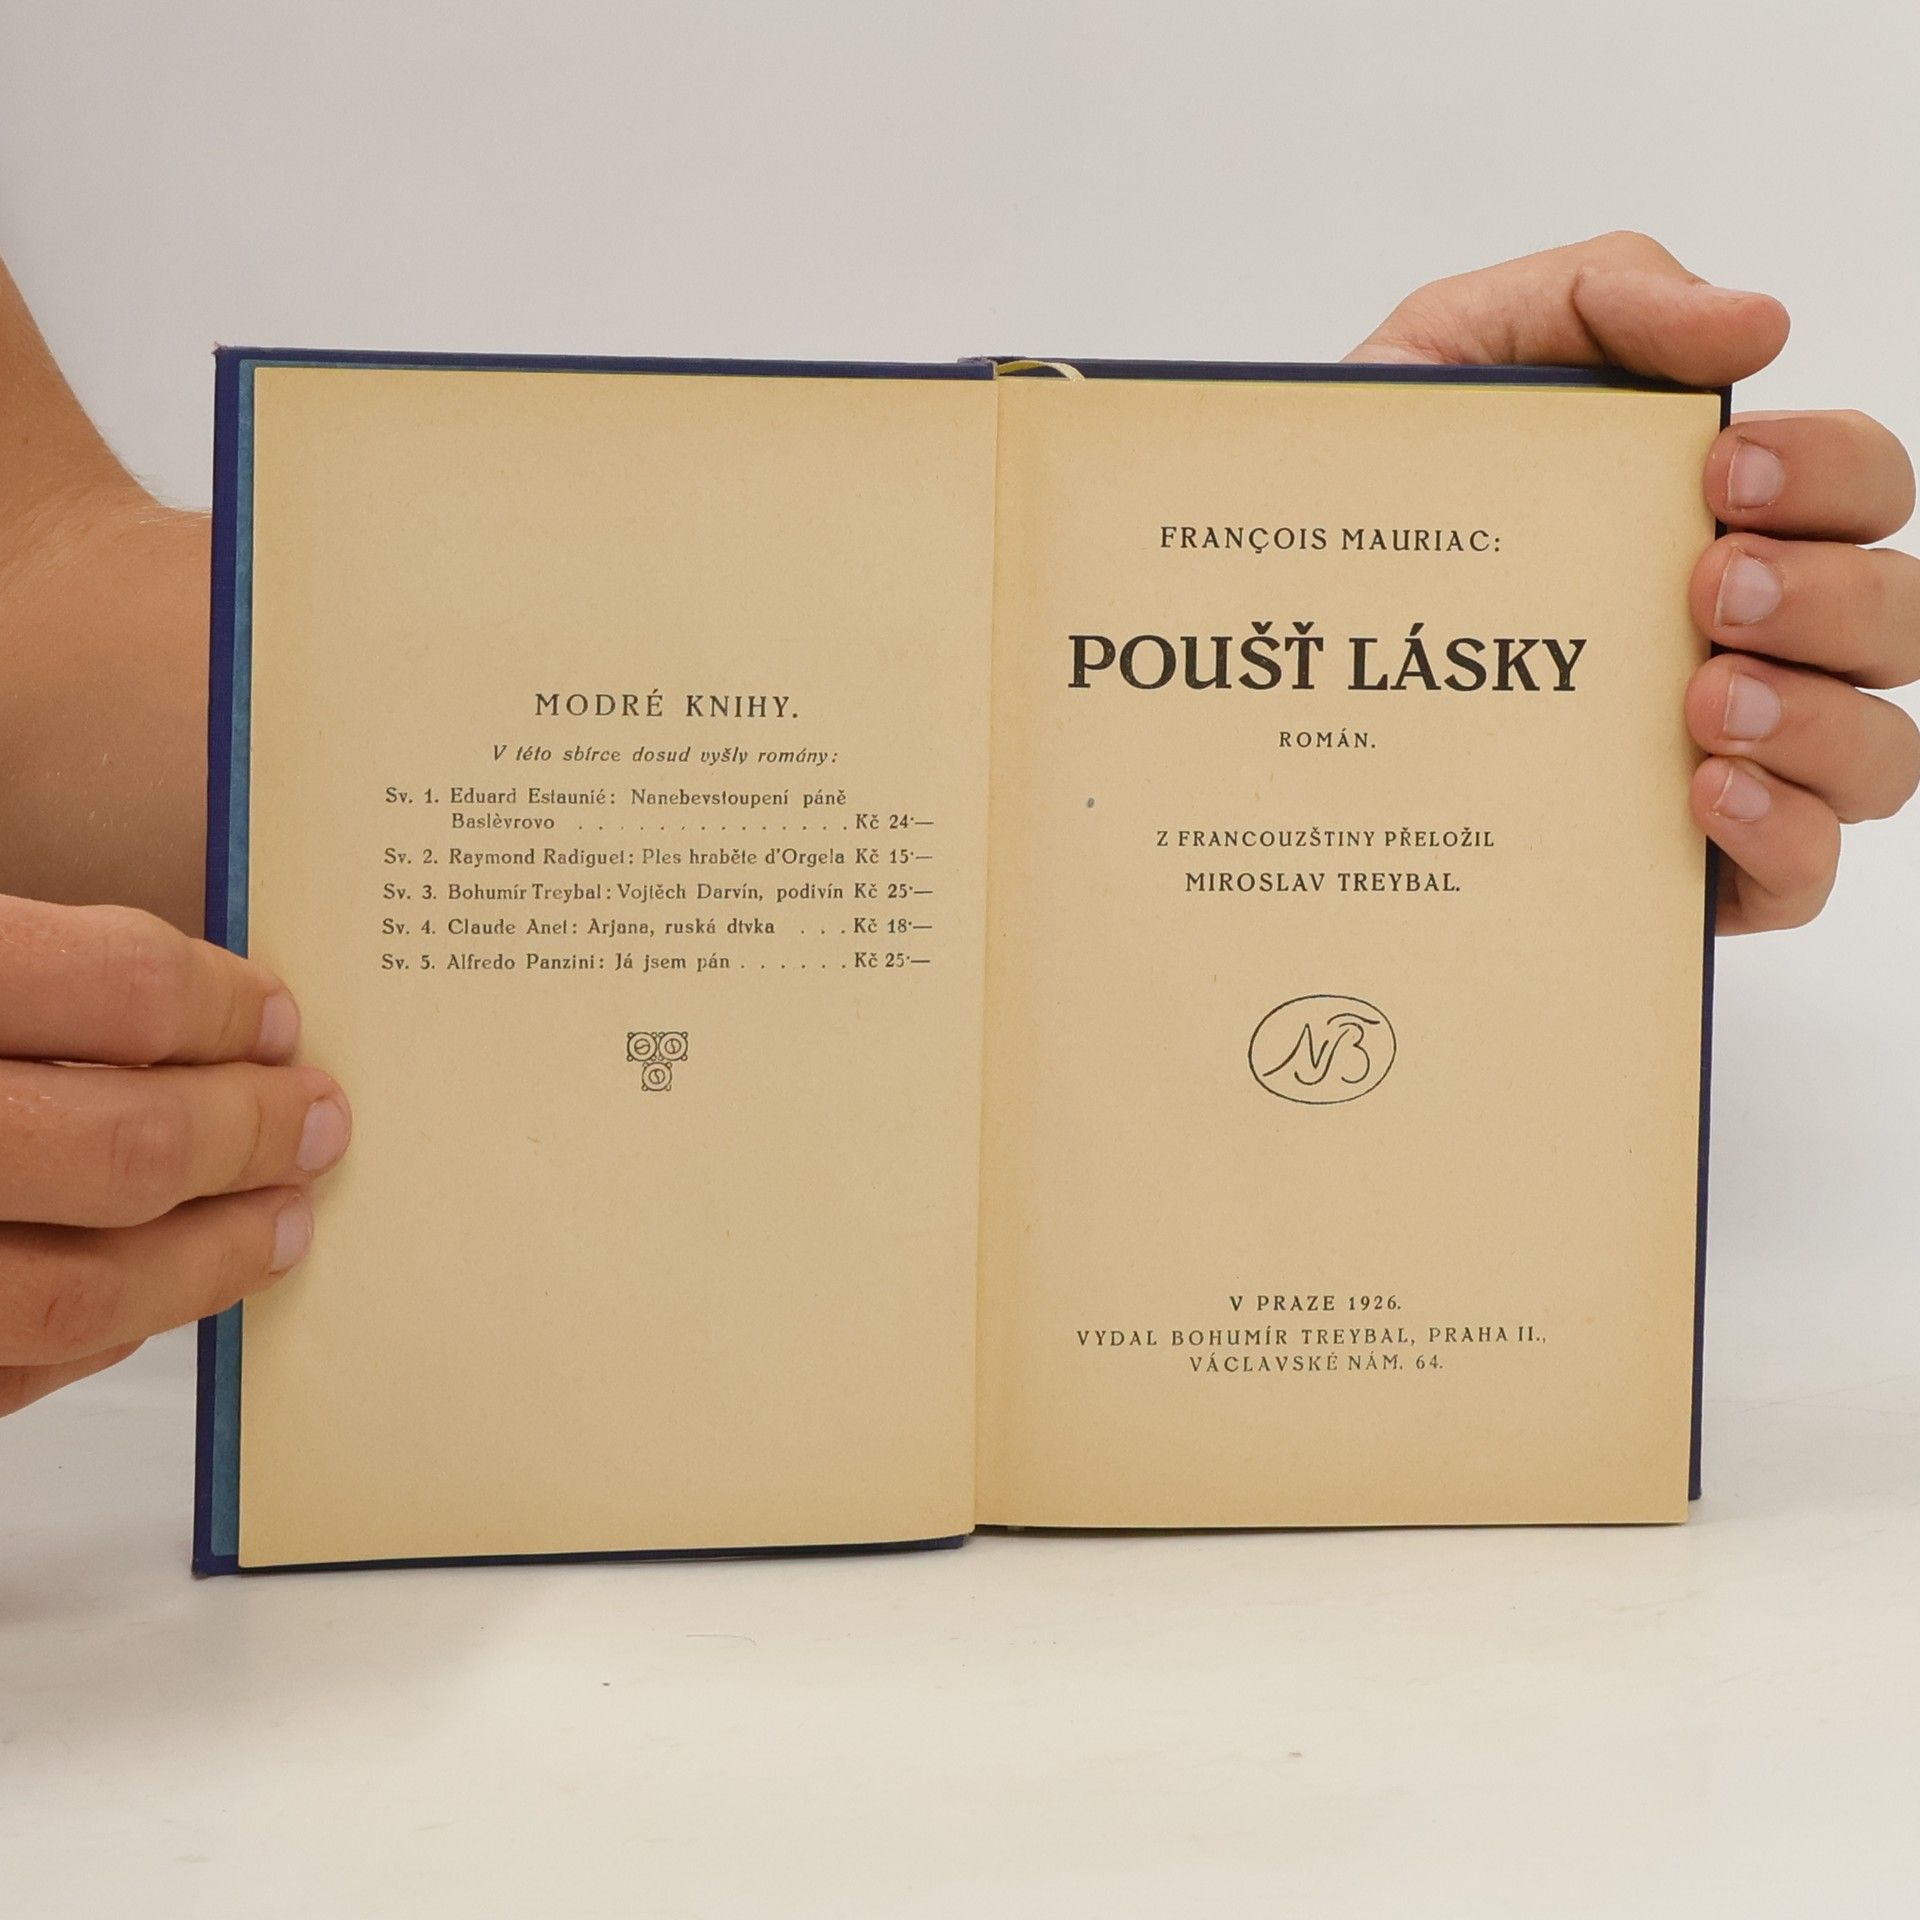 MODRÉ KNIHY.
V této sbírce dosud vyšly romány:
Sv. 1. Eduard Estaunié: Nanebevstoupení páně
Baslèvrovo . . . . . . . . . . . . . . Kč 24·—
Sv. 2. Raymond Radiguet: Ples hraběte d'Orgela Kč 15·—
Sv. 3. Bohumír Treybal: Vojtěch Darvín, podivín Kč 25·—
Sv. 4. Claude Anet: Arjana, ruská dívka . . . Kč 18·—
Sv. 5. Alfredo Panzini: Já jsem pán . . . . . . Kč 25·—
FRANÇOIS MAURIAC:
POUŠŤ LÁSKY
ROMÁN.
Z FRANCOUZŠTINY PŘELOŽIL
MIROSLAV TREYBAL.
V PRAZE 1926.
VYDAL BOHUMÍR TREYBAL, PRAHA II.,
VÁCLAVSKÉ NÁM. 64.